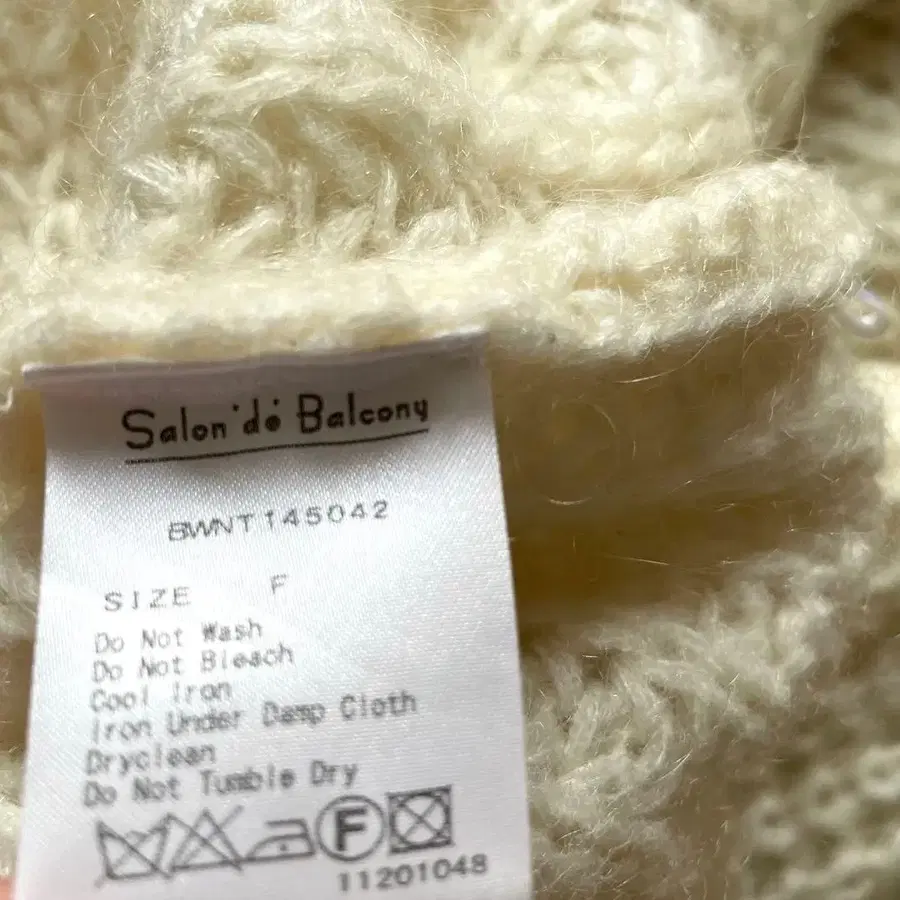 Salon de Balcony
BWNT145042
SIZE F
Do Not Wash
Do Not Bleach
Cool Iron
Iron Under Damp Cloth
Dryclean
Do Not Tumble Dry
F
11201048